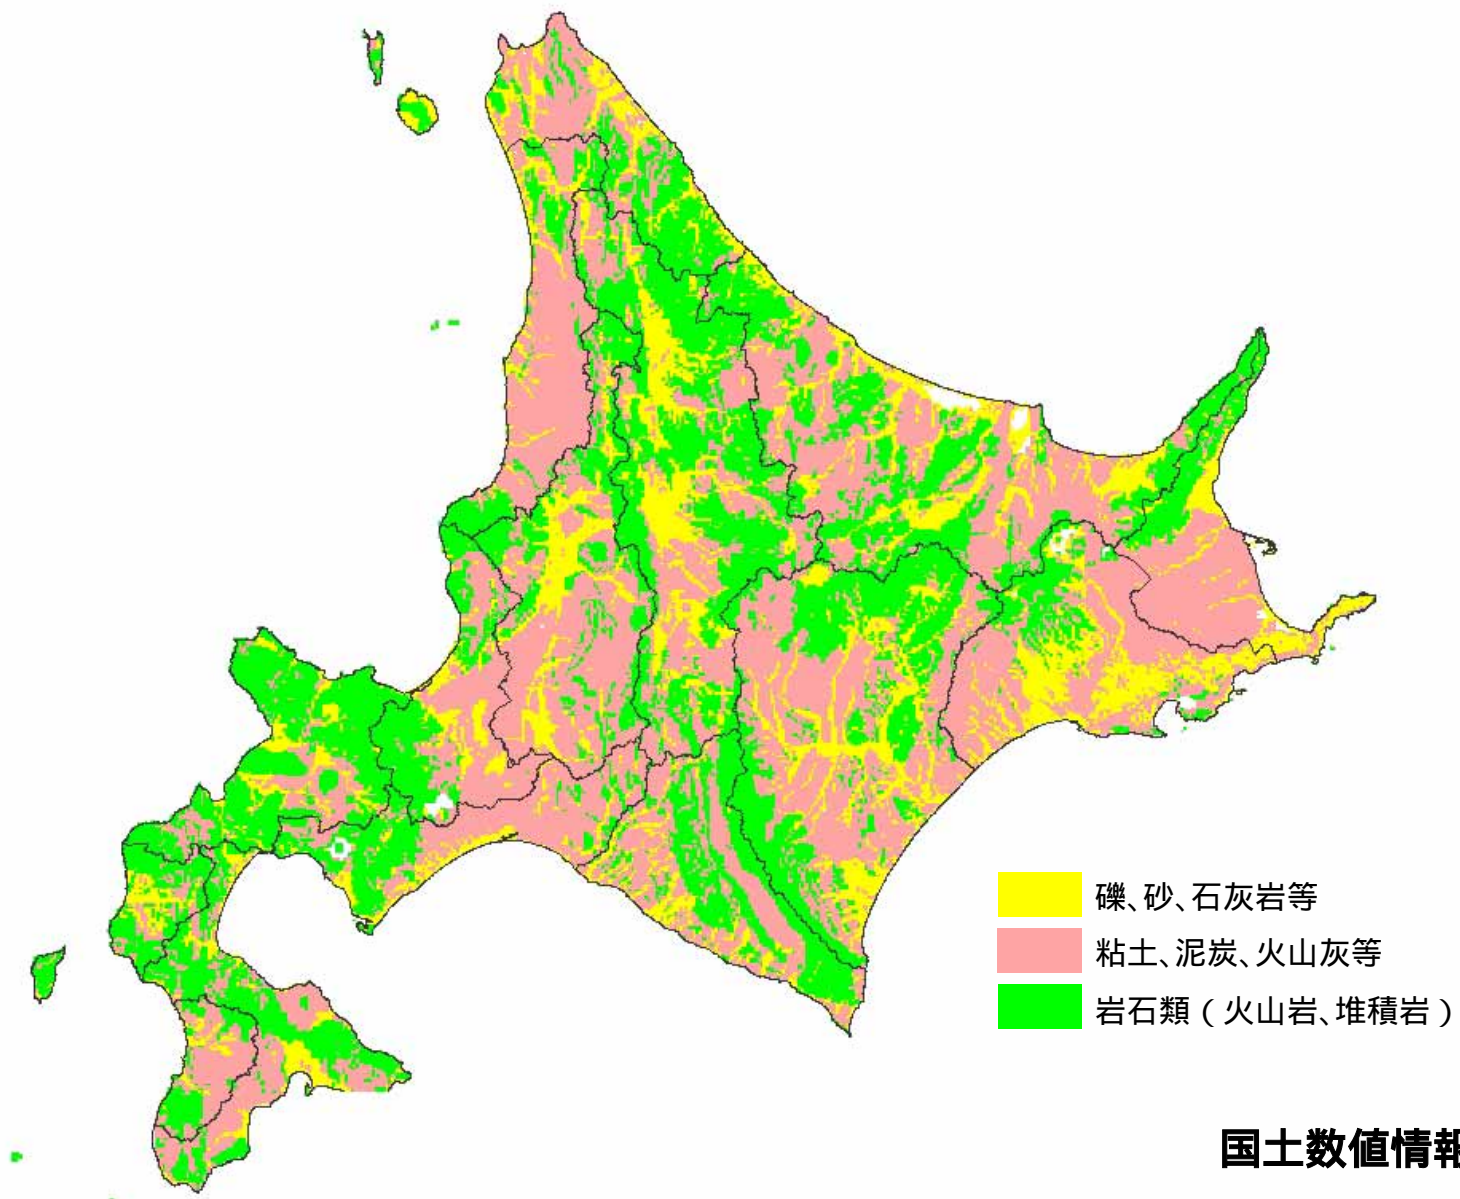 礫、砂、石灰岩等
粘土、泥炭、火山灰等
岩石類（火山岩、堆積岩）
国土数値情報